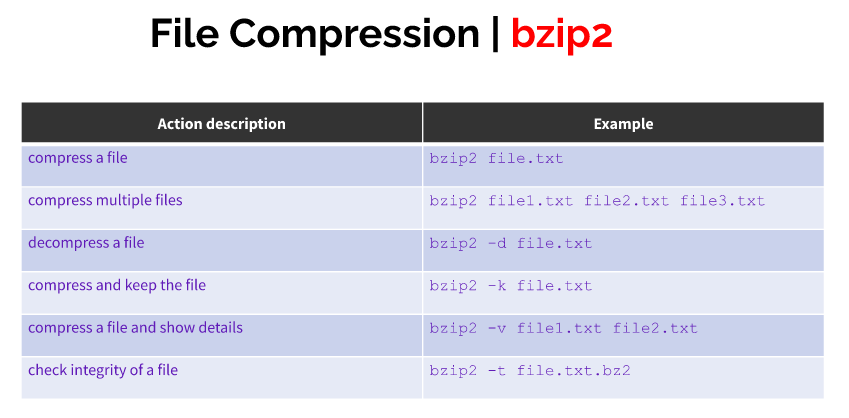 File Compression | bzip2
Action description Example
compress a file bzip2 file.txt
compress multiple files bzip2 file1.txt file2.txt file3.txt
decompress a file bzip2 -d file.txt
compress and keep the file bzip2 -k file.txt
compress a file and show details bzip2 -v file1.txt file2.txt
check integrity of a file bzip2 -t file.txt.bz2